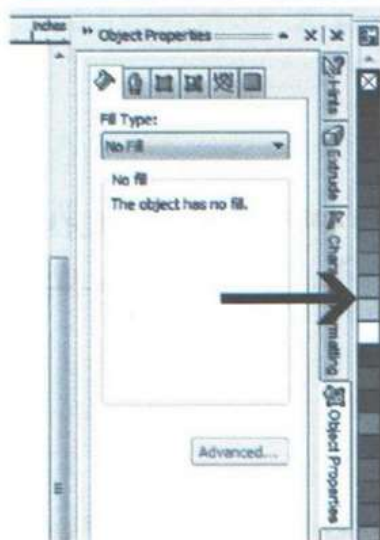 inches
Object Properties
Fill Type:
No Fill
No fill
The object has no fill.
Advanced...
Hints
Extrude
Object Properties